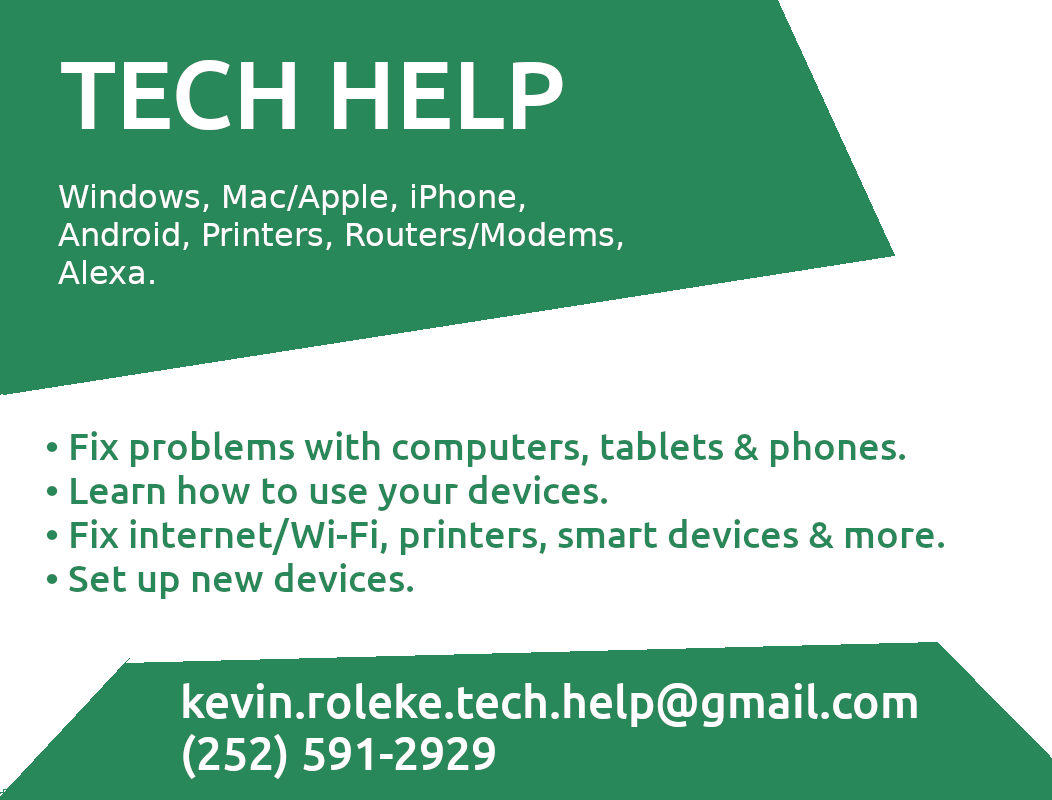 TECH HELP
Windows, Mac/Apple, iPhone,
Android, Printers, Routers/Modems,
Alexa.
• Fix problems with computers, tablets & phones.
• Learn how to use your devices.
• Fix internet/Wi-Fi, printers, smart devices & more.
• Set up new devices.
kevin.roleke.tech.help@gmail.com
(252) 591-2929